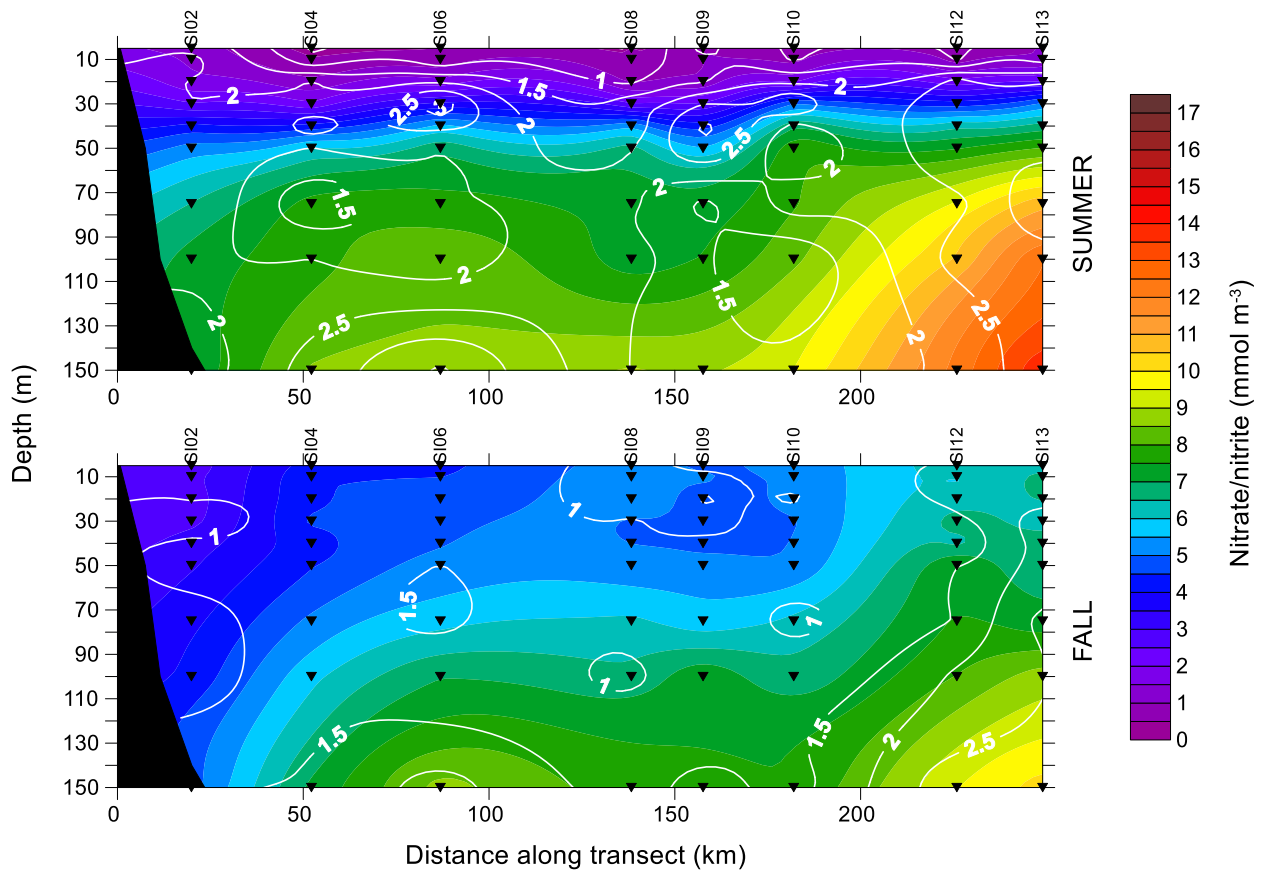 SI02 SI04 SI06 SI08 SI09 SI10 SI12 SI13
10
30
50
70
90
110
130
150
0 50 100 150 200
2 2.5 3 1.5 2 1 2.5 2 2
1.5 2 2 1.5 2.5 2 2.5 2
SUMMER
SI02 SI04 SI06 SI08 SI09 SI10 SI12 SI13
10
30
50
70
90
110
130
150
0 50 100 150 200
1 1 1.5 1 1 1.5 1.5 2 2.5
FALL
Depth (m)
Distance along transect (km)
17
16
15
14
13
12
11
10
9
8
7
6
5
4
3
2
1
0
Nitrate/nitrite (mmol m⁻³)